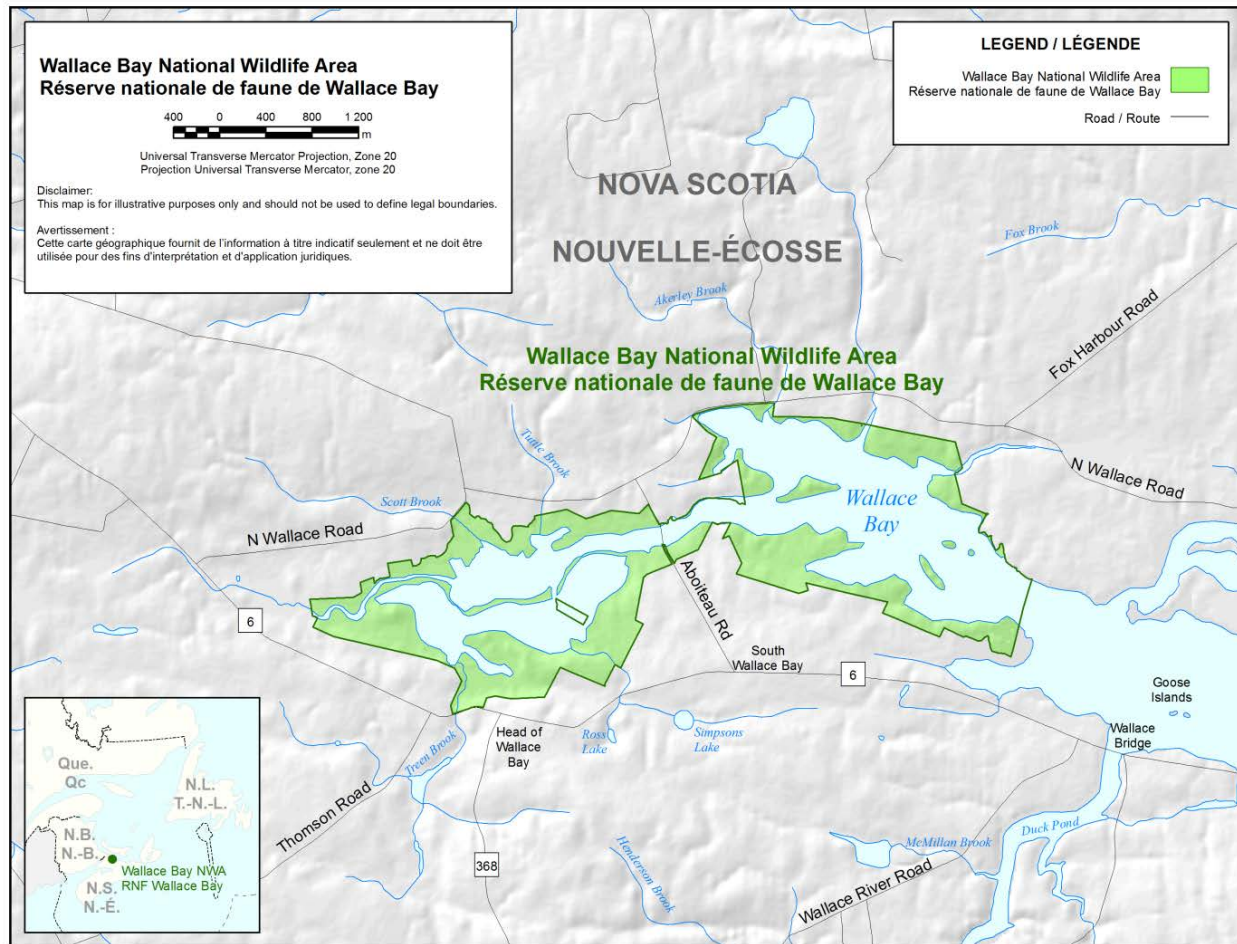 Wallace Bay National Wildlife Area
Réserve nationale de faune de Wallace Bay
400 0 400 800 1 200
m
Universal Transverse Mercator Projection, Zone 20
Projection Universal Transverse Mercator, zone 20
Disclaimer:
This map is for illustrative purposes only and should not be used to define legal boundaries.
Avertissement :
Cette carte géographique fournit de l'information à titre indicatif seulement et ne doit être
utilisée pour des fins d'interprétation et d'application juridiques.
LEGEND / LÉGENDE
Wallace Bay National Wildlife Area
Réserve nationale de faune de Wallace Bay
Road / Route
NOVA SCOTIA
NOUVELLE-ÉCOSSE
Fox Brook
Akerley Brook
Fox Harbour Road
Wallace Bay National Wildlife Area
Réserve nationale de faune de Wallace Bay
Tuttle Brook
Scott Brook
N Wallace Road
N Wallace Road
Wallace
Bay
Aboiteau Rd
6
South
Wallace Bay
6
Goose
Islands
Wallace
Bridge
Head of
Wallace
Bay
Ross
Lake
Simpsons
Lake
Treen Brook
Thomson Road
368
Henderson Brook
McMillan Brook
Duck Pond
Wallace River Road
Que.
Qc
N.L.
T.-N.-L.
N.B.
N.-B.
Wallace Bay NWA
RNF Wallace Bay
N.S.
N.-É.